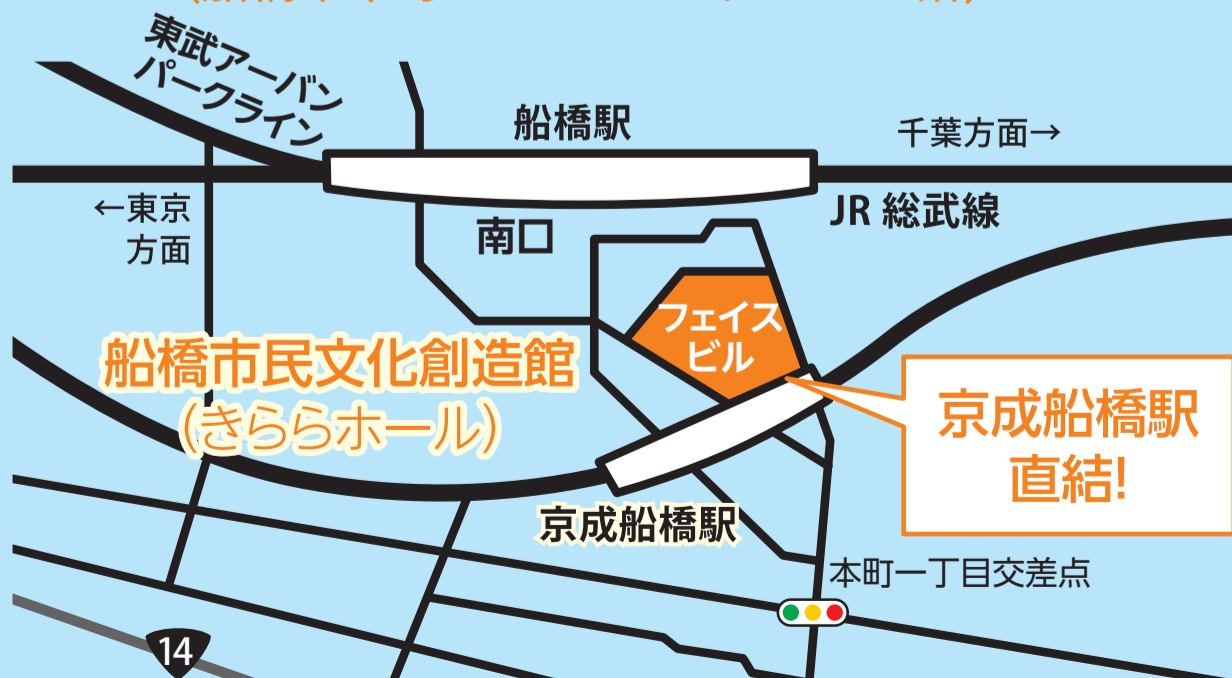 東武アーバン
パークライン
船橋駅
千葉方面→
←東京
方面
南口
JR 総武線
フェイス
ビル
船橋市民文化創造館
(きららホール)
京成船橋駅
直結!
京成船橋駅
本町一丁目交差点
14